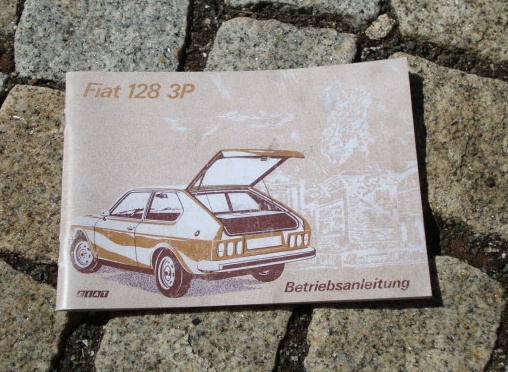 Fiat 128 3P
Betriebsanleitung
FIAT